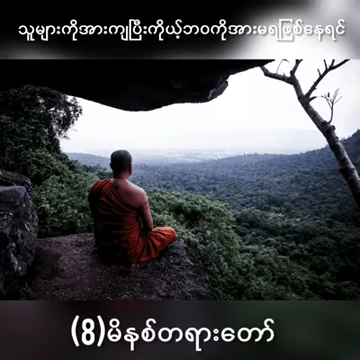 သူများကိုအားကျပြီးကိုယ့်ဘဝကိုအားမရဖြစ်နေရင်
(8)မိနစ်တရားတော်